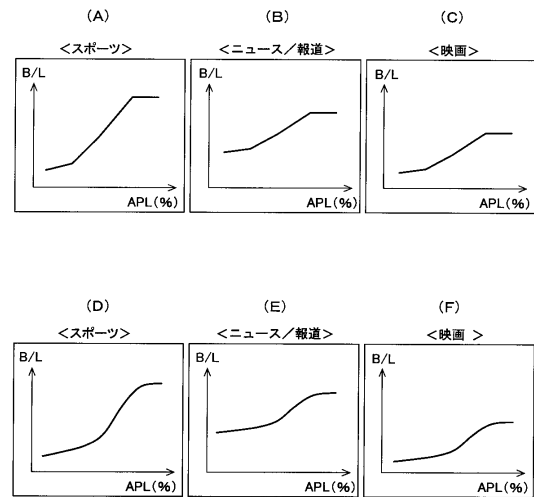 (A) (B) (C)
<スポーツ> <ニュース/報道> <映画>
B/L B/L B/L
APL(%) APL(%) APL(%)
(D) (E) (F)
<スポーツ> <ニュース/報道> <映画 >
B/L B/L B/L
APL(%) APL(%) APL(%)